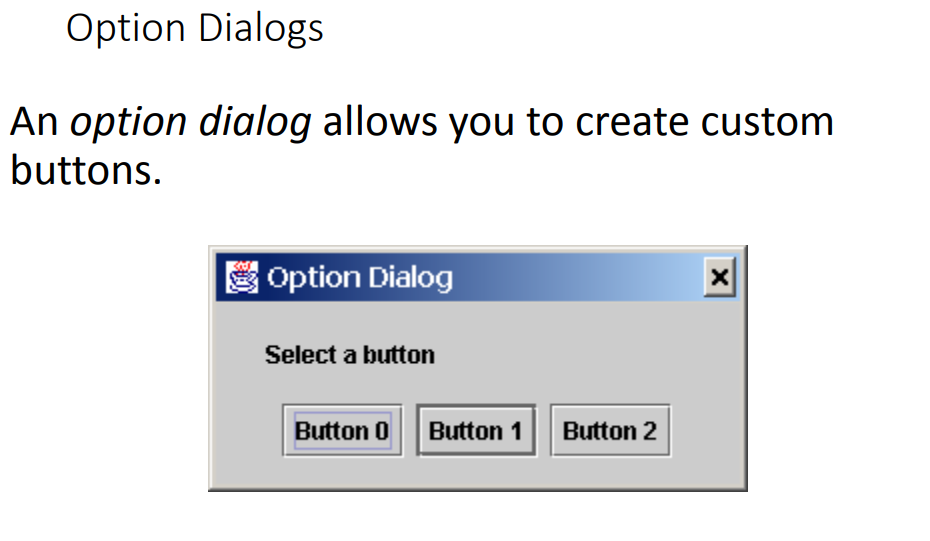 Option Dialogs
An option dialog allows you to create custom
buttons.
Option Dialog
Select a button
Button 0 Button 1 Button 2